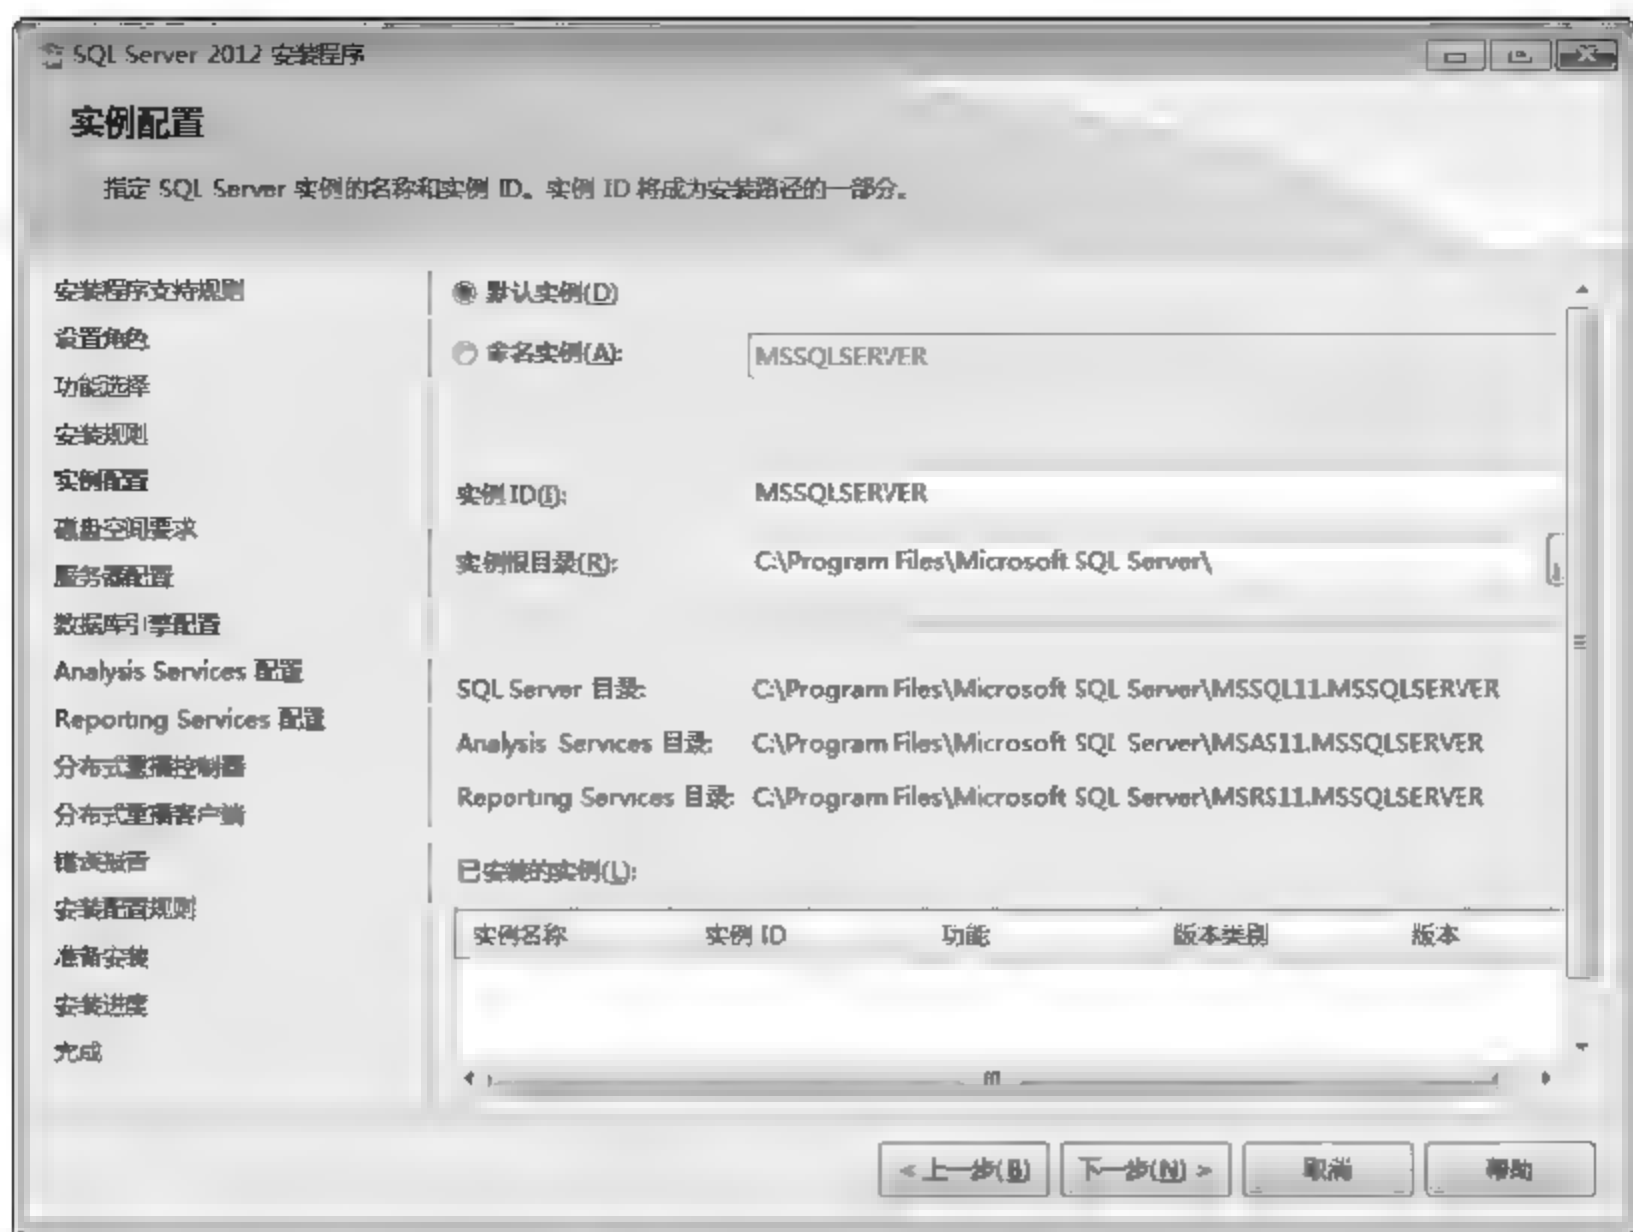 SQL Server 2012 安装程序
实例配置
指定 SQL Server 实例的名称和实例 ID。实例 ID 将成为安装路径的一部分。
安装程序支持规则
设置角色
功能选择
安装规则
实例配置
磁盘空间要求
服务器配置
数据库引擎配置
Analysis Services 配置
Reporting Services 配置
分布式重播控制器
分布式重播客户端
错误报告
安装配置规则
准备安装
安装进度
完成
默认实例(D)
命名实例(A): MSSQLSERVER
实例 ID(I): MSSQLSERVER
实例根目录(R): C:\Program Files\Microsoft SQL Server\
SQL Server 目录: C:\Program Files\Microsoft SQL Server\MSSQL11.MSSQLSERVER
Analysis Services 目录: C:\Program Files\Microsoft SQL Server\MSAS11.MSSQLSERVER
Reporting Services 目录: C:\Program Files\Microsoft SQL Server\MSRS11.MSSQLSERVER
已安装的实例(L):
实例名称 实例 ID 功能 版本类别 版本
< 上一步(B) 下一步(N) > 取消 帮助